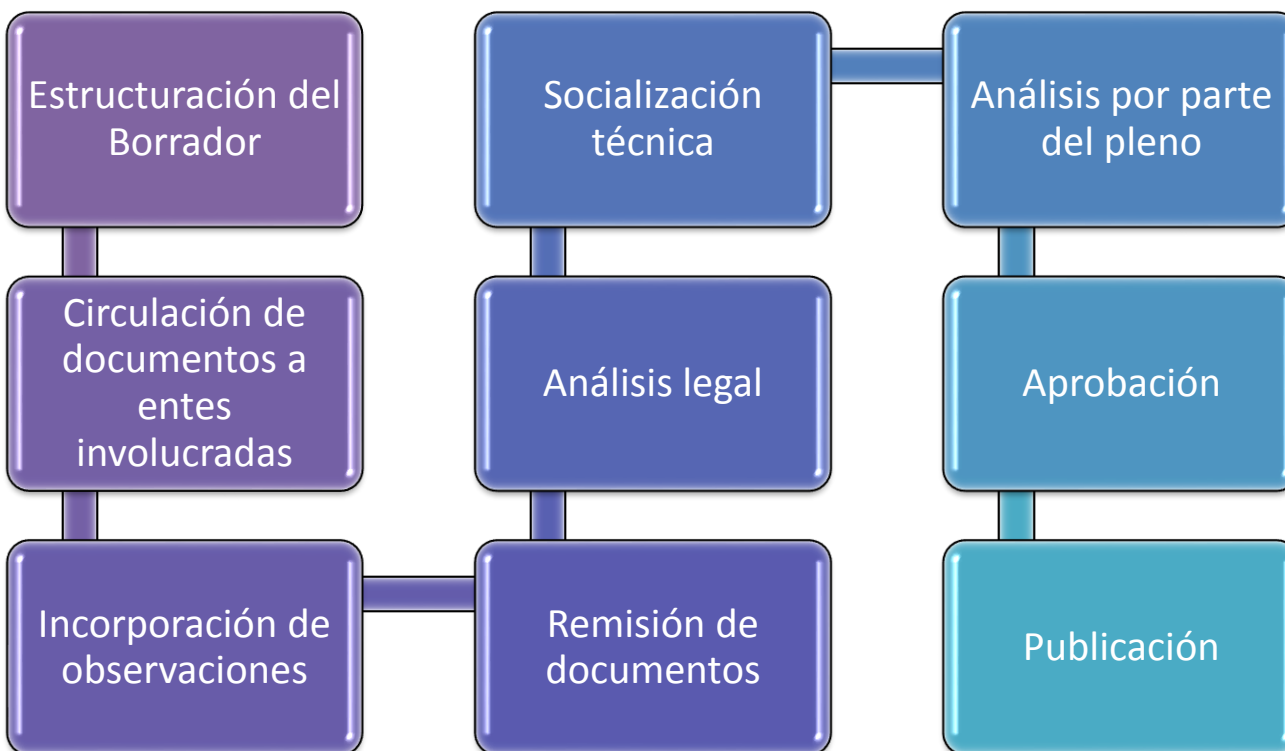 Estructuración del
Borrador
Circulación de
documentos a
entes
involucradas
Incorporación de
observaciones
Remisión de
documentos
Análisis legal
Socialización
técnica
Análisis por parte
del pleno
Aprobación
Publicación